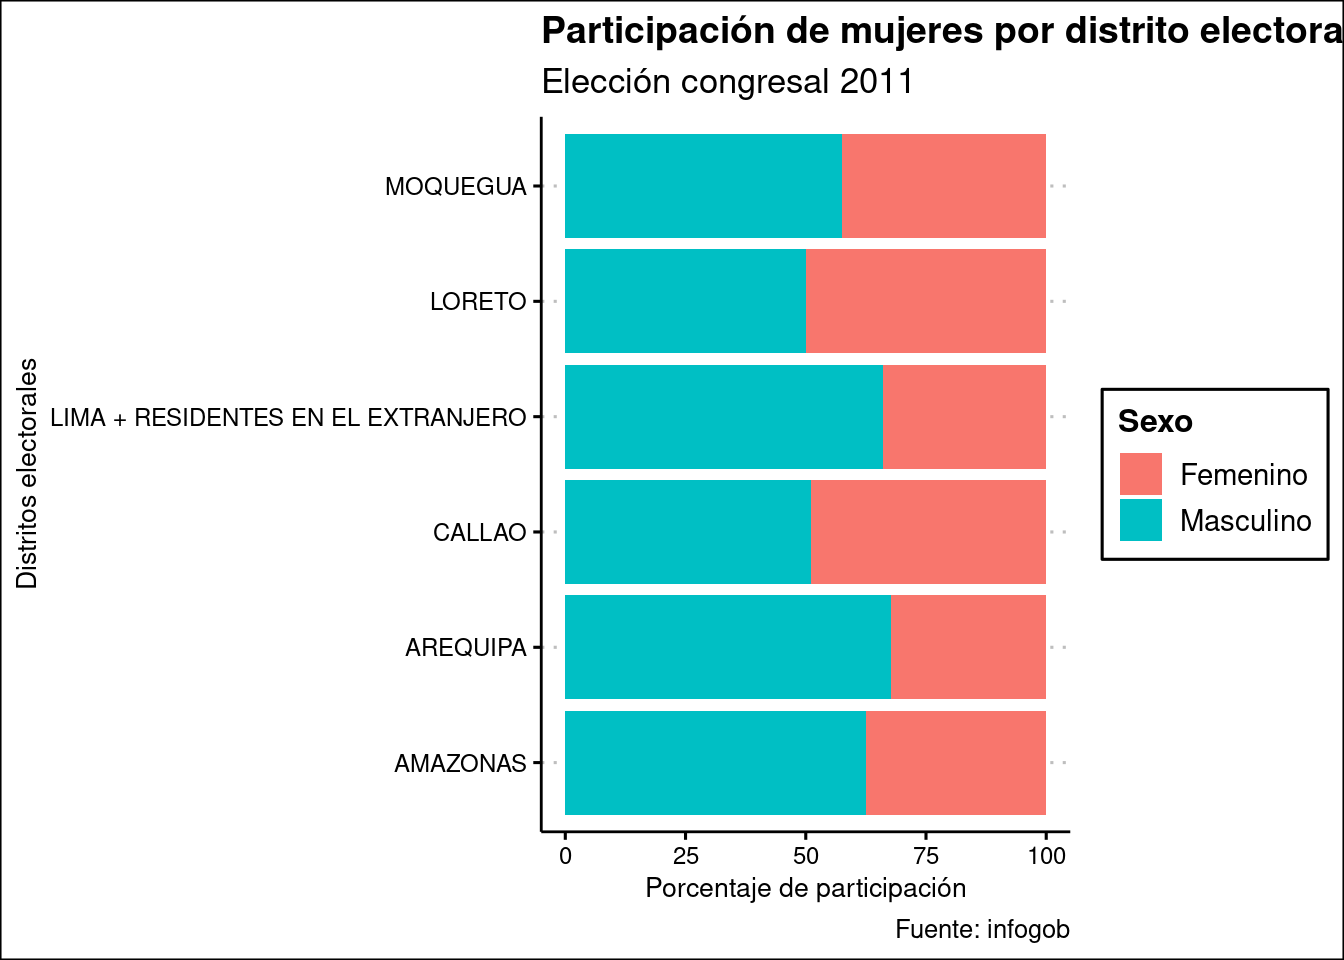 Participación de mujeres por distrito electora
Elección congresal 2011
Distritos electorales
MOQUEGUA
LORETO
LIMA + RESIDENTES EN EL EXTRANJERO
CALLAO
AREQUIPA
AMAZONAS
0 25 50 75 100
Porcentaje de participación
Fuente: infogob
Sexo
Femenino
Masculino